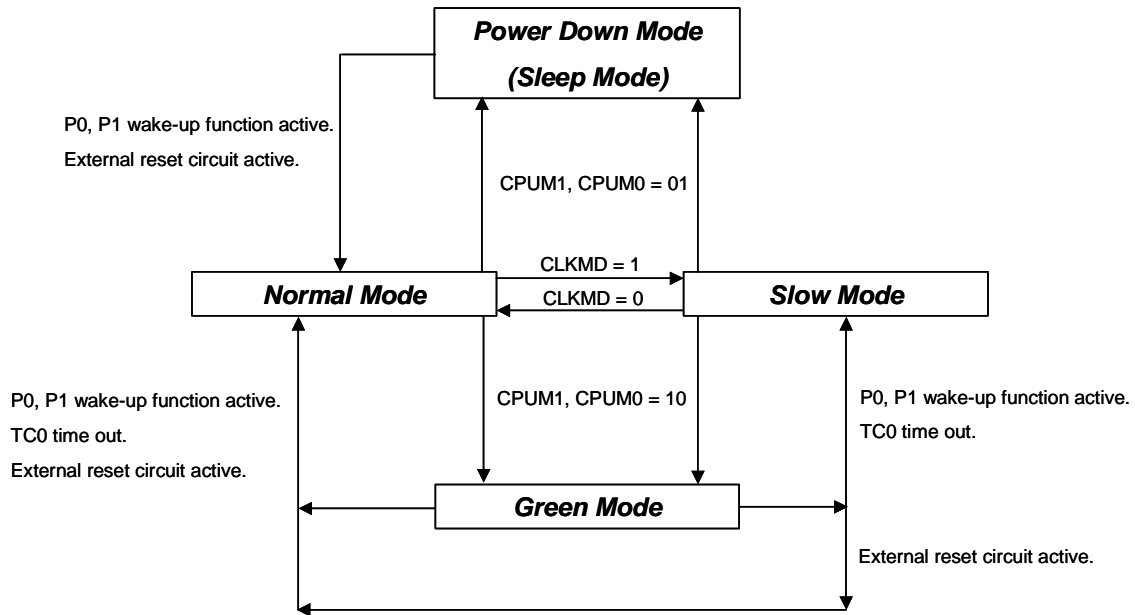 Power Down Mode
(Sleep Mode)
P0, P1 wake-up function active.
External reset circuit active.
CPUM1, CPUM0 = 01
CLKMD = 1
Normal Mode
CLKMD = 0
Slow Mode
P0, P1 wake-up function active.
TC0 time out.
External reset circuit active.
CPUM1, CPUM0 = 10
P0, P1 wake-up function active.
TC0 time out.
Green Mode
External reset circuit active.